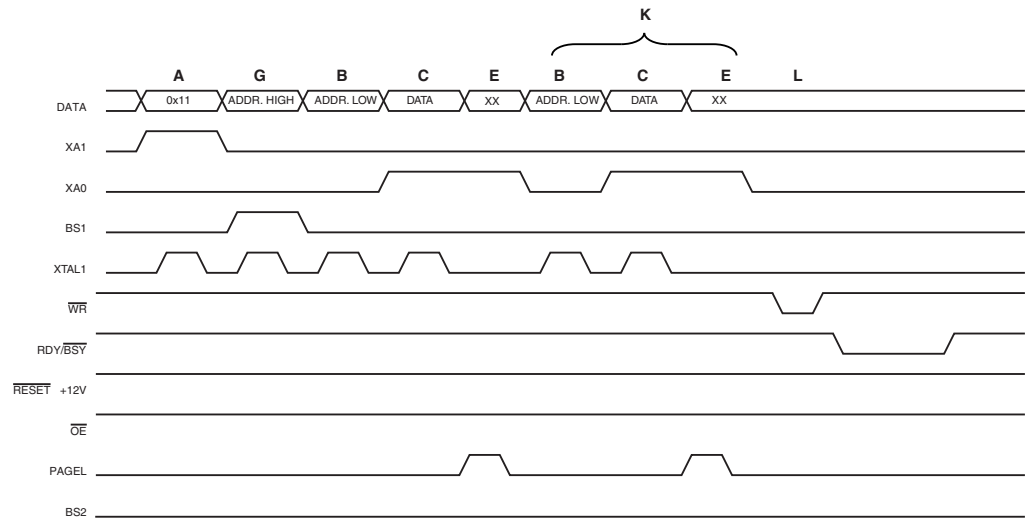 K
A G B C E B C E L
DATA 0x11 ADDR. HIGH ADDR. LOW DATA XX ADDR. LOW DATA XX
XA1
XA0
BS1
XTAL1
WR
RDY/BSY
RESET +12V
OE
PAGEL
BS2